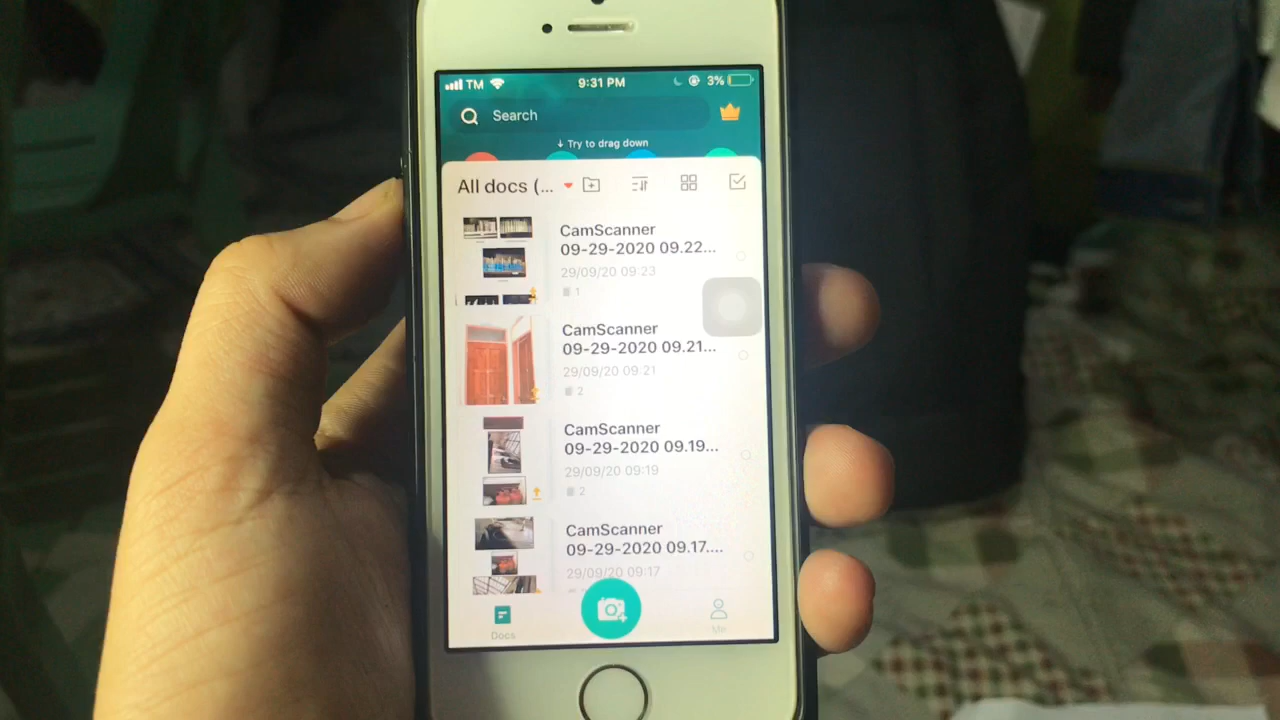 TM 9:31 PM 3%
Search
↓ Try to drag down
All docs (...
CamScanner
09-29-2020 09.22...
29/09/20 09:23
1
CamScanner
09-29-2020 09.21...
29/09/20 09:21
2
CamScanner
09-29-2020 09.19...
29/09/20 09:19
2
CamScanner
09-29-2020 09.17....
29/09/20 09:17
Docs
Me